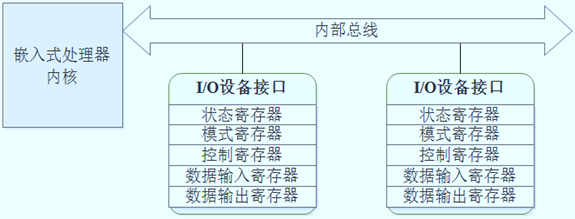 嵌入式处理器
内核
内部总线
I/O设备接口
状态寄存器
模式寄存器
控制寄存器
数据输入寄存器
数据输出寄存器
I/O设备接口
状态寄存器
模式寄存器
控制寄存器
数据输入寄存器
数据输出寄存器